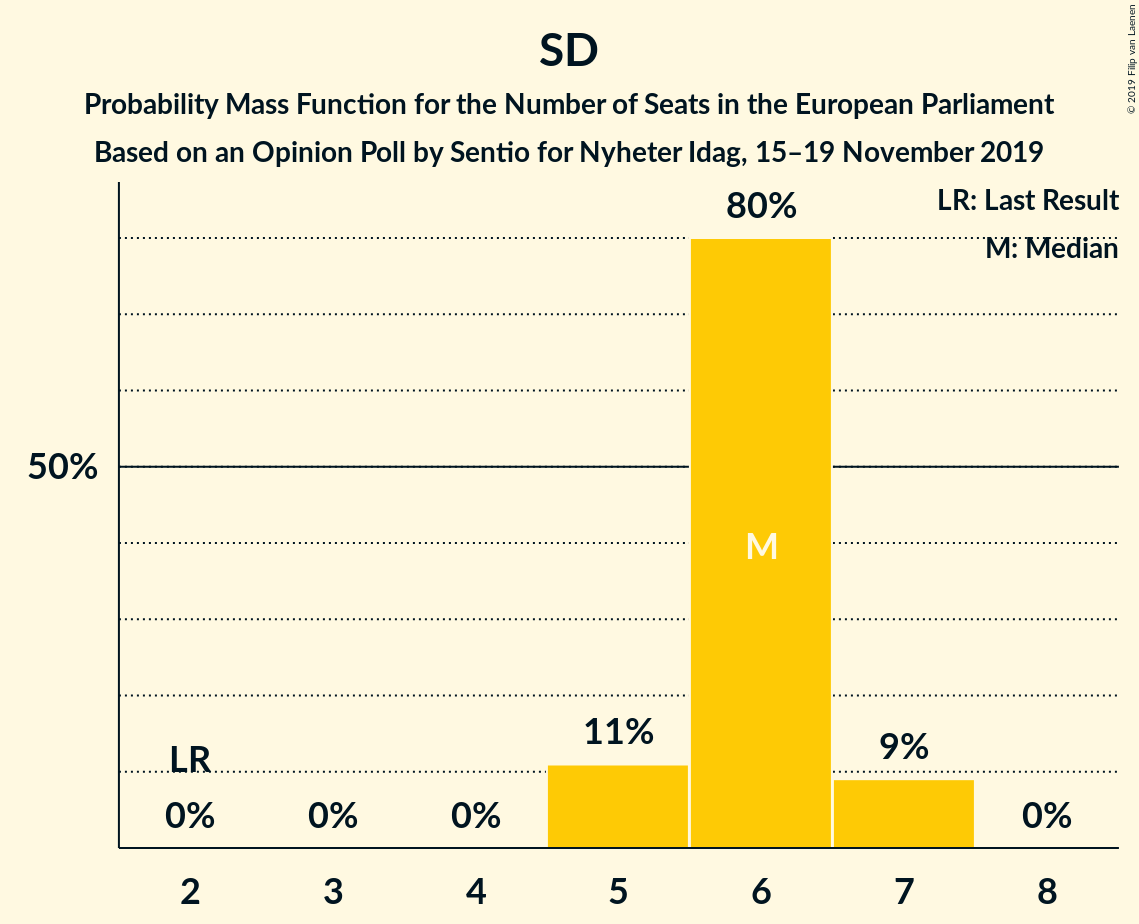 SD
Probability Mass Function for the Number of Seats in the European Parliament
Based on an Opinion Poll by Sentio for Nyheter Idag, 15–19 November 2019
© 2019 Filip van Laenen
LR: Last Result
M: Median
80%
50%
M
11%
9%
LR
0% 0% 0% 0%
2 3 4 5 6 7 8